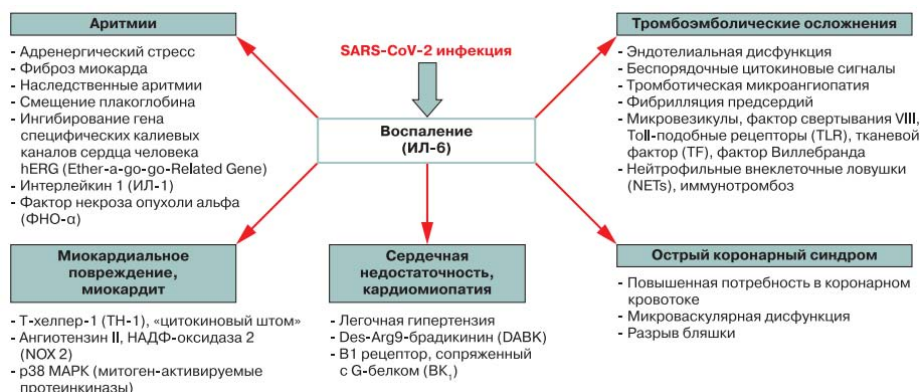 Аритмии
- Адренергический стресс
- Фиброз миокарда
- Наследственные аритмии
- Смещение плакоглобина
- Ингибирование гена
специфических калиевых
каналов сердца человека
hERG (Ether-a-go-go-Related Gene)
- Интерлейкин 1 (ИЛ-1)
- Фактор некроза опухоли альфа
(ФНО-α)
SARS-CoV-2 инфекция
Воспаление
(ИЛ-6)
Тромбоэмболические осложнения
- Эндотелиальная дисфункция
- Беспорядочные цитокиновые сигналы
- Тромботическая микроангиопатия
- Фибрилляция предсердий
- Микровезикулы, фактор свертывания VIII,
Toll-подобные рецепторы (TLR), тканевой
фактор (TF), фактор Виллебранда
- Нейтрофильные внеклеточные ловушки
(NETs), иммунотромбоз
Миокардиальное
повреждение,
миокардит
- Т-хелпер-1 (TH-1), «цитокиновый штом»
- Ангиотензин II, НАДФ-оксидаза 2
(NOX 2)
- р38 МАРК (митоген-активируемые
протеинкиназы)
Сердечная
недостаточность,
кардиомиопатия
- Легочная гипертензия
- Des-Arg9-брадикинин (DABK)
- B1 рецептор, сопряженный
с G-белком (BK₁)
Острый коронарный синдром
- Повышенная потребность в коронарном
кровотоке
- Микроваскулярная дисфункция
- Разрыв бляшки